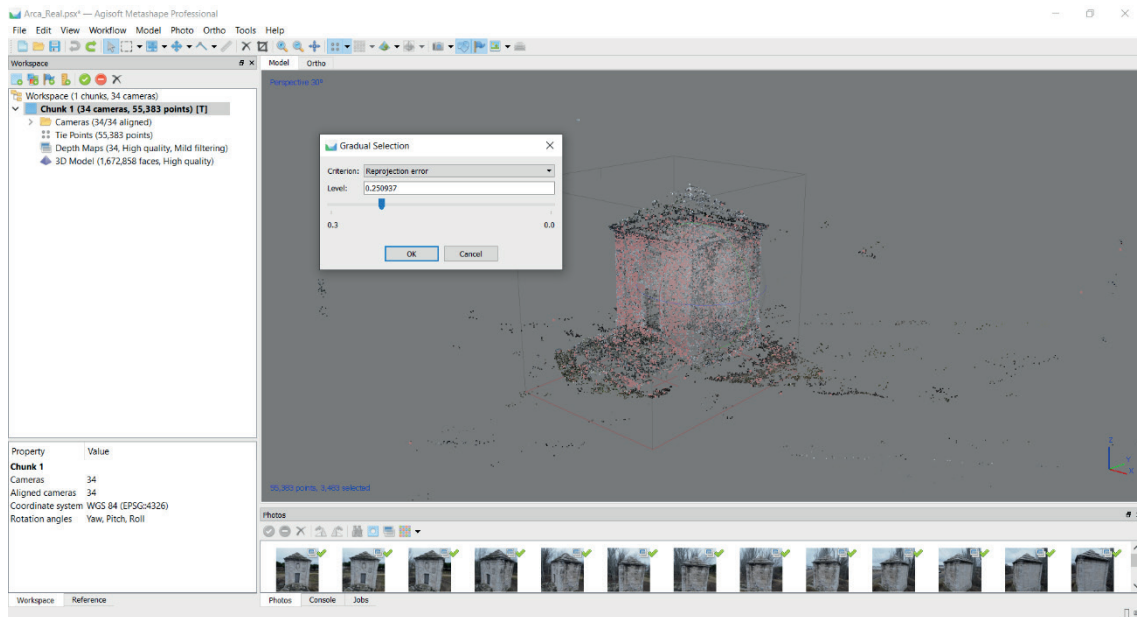 Arca_Real.psx* — Agisoft Metashape Professional
File Edit View Workflow Model Photo Ortho Tools Help
Workspace
Model Ortho
Perspective 30°
Workspace (1 chunks, 34 cameras)
Chunk 1 (34 cameras, 55,383 points) [T]
Cameras (34/34 aligned)
Tie Points (55,383 points)
Depth Maps (34, High quality, Mild filtering)
3D Model (1,672,858 faces, High quality)
Gradual Selection
Criterion: Reprojection error
Level: 0.250937
0.3 0.0
OK Cancel
Z
Y
X
55,383 points, 3,483 selected
Property Value
Chunk 1
Cameras 34
Aligned cameras 34
Coordinate system WGS 84 (EPSG::4326)
Rotation angles Yaw, Pitch, Roll
Photos
Workspace Reference
Photos Console Jobs